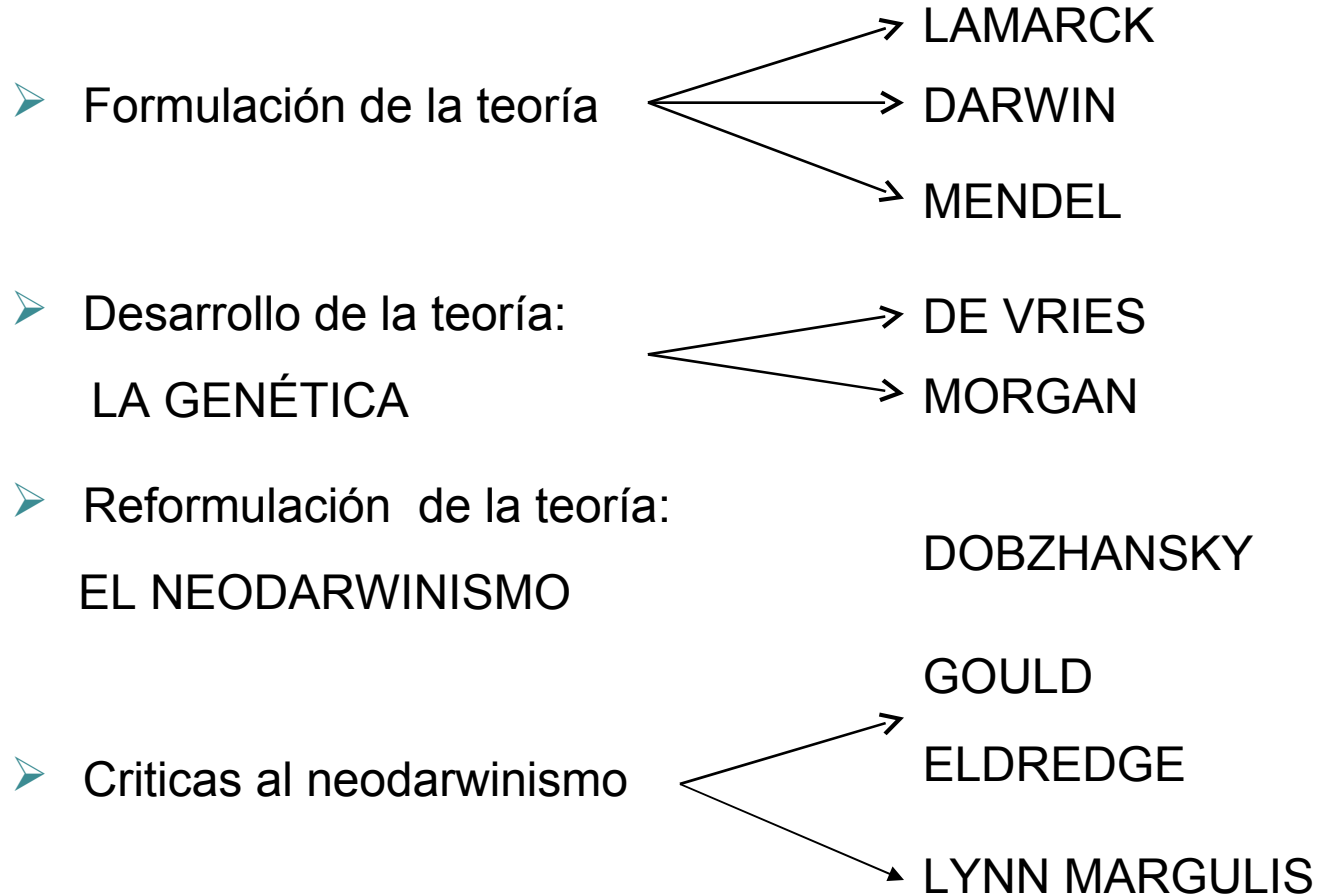 LAMARCK
Formulación de la teoría
DARWIN
MENDEL
Desarrollo de la teoría:
DE VRIES
LA GENÉTICA
MORGAN
Reformulación de la teoría:
DOBZHANSKY
EL NEODARWINISMO
GOULD
Criticas al neodarwinismo
ELDREDGE
LYNN MARGULIS